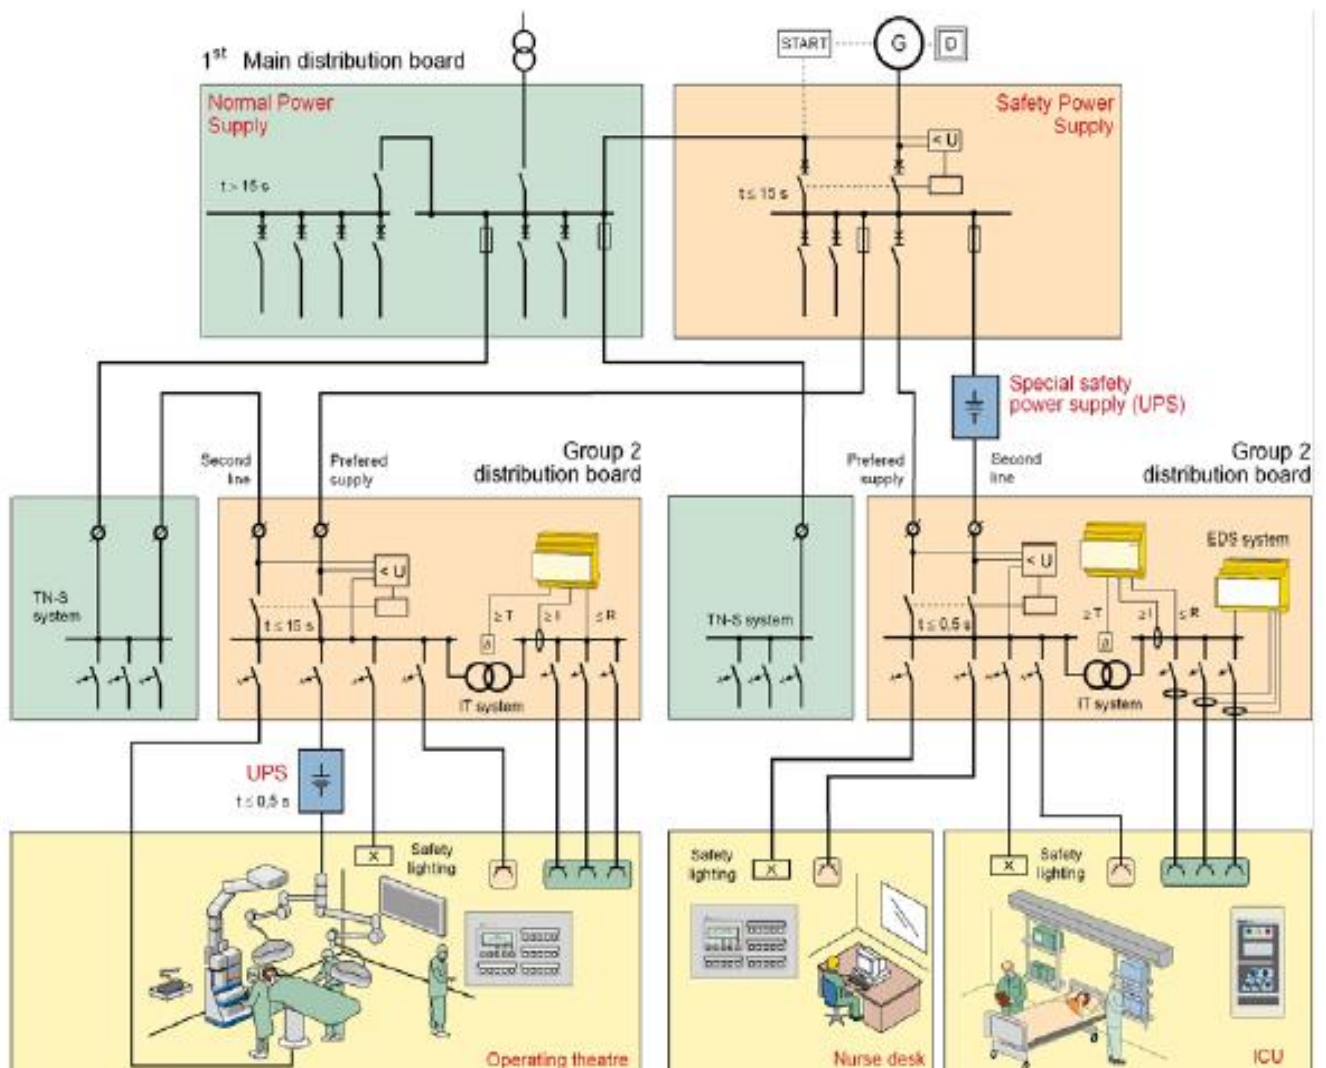 1st Main distribution board
START
G
D
Normal Power
Supply
Safety Power
Supply
< U
t > 15 s
t ≤ 15 s
Special safety
power supply (UPS)
Second
line
Prefered
supply
Group 2
distribution board
Prefered
supply
Second
line
Group 2
distribution board
TN-S
system
< U
t ≤ 15 s
≥ T
≥ I
≤ R
IT system
TN-S system
< U
t ≤ 0,5 s
≥ T
≥ I
≤ R
EDS system
IT system
UPS
t ≤ 0,5 s
Safety
lighting
Safety
lighting
Safety
lighting
Operating theatre
Nurse desk
ICU